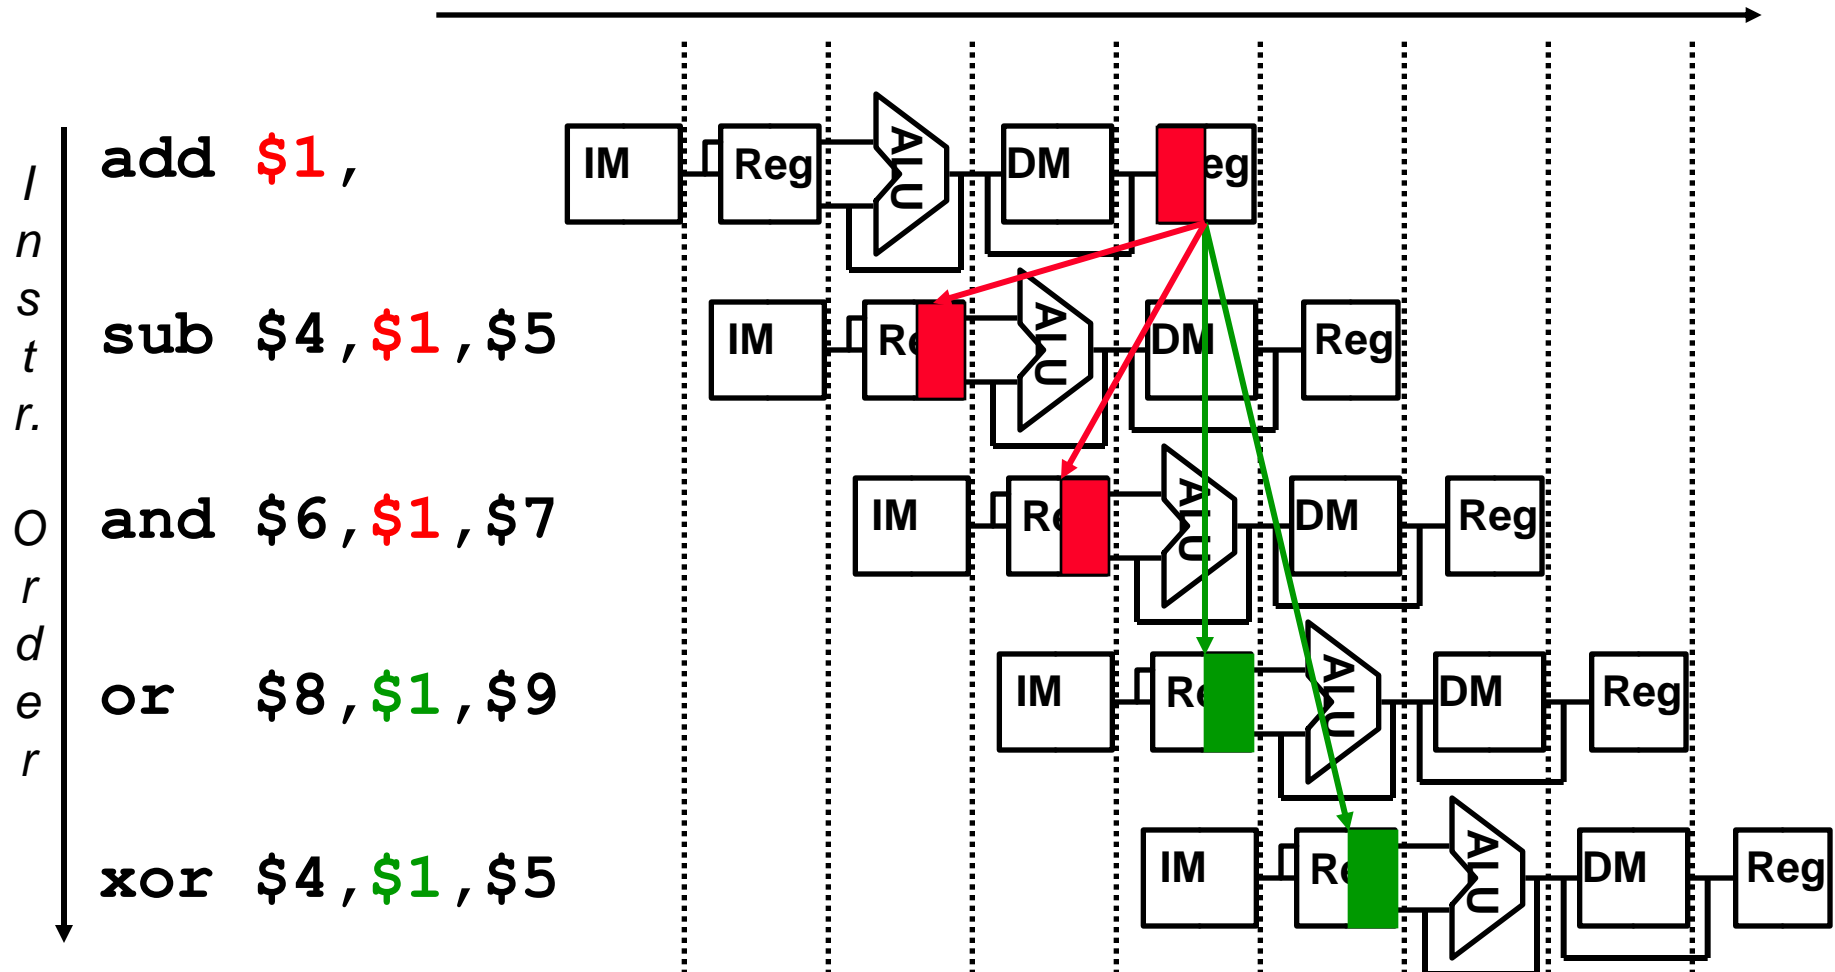 Instr. Order
add $1, IM Reg ALU DM eg
sub $4,$1,$5 IM Re ALU DM Reg
and $6,$1,$7 IM Re ALU DM Reg
or $8,$1,$9 IM Re ALU DM Reg
xor $4,$1,$5 IM Re ALU DM Reg